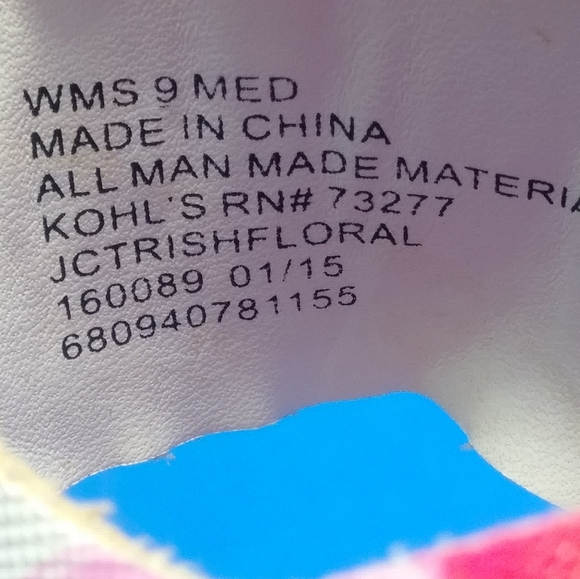 WMS 9 MED
MADE IN CHINA
ALL MAN MADE MATERIA
KOHL'S RN# 73277
JCTRISHFLORAL
160089 01/15
680940781155